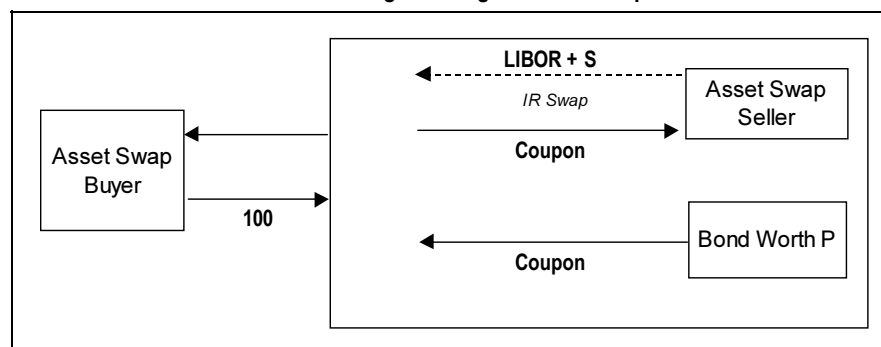 LIBOR + S
IR Swap
Asset Swap
Seller
Coupon
Asset Swap
Buyer
100
Bond Worth P
Coupon